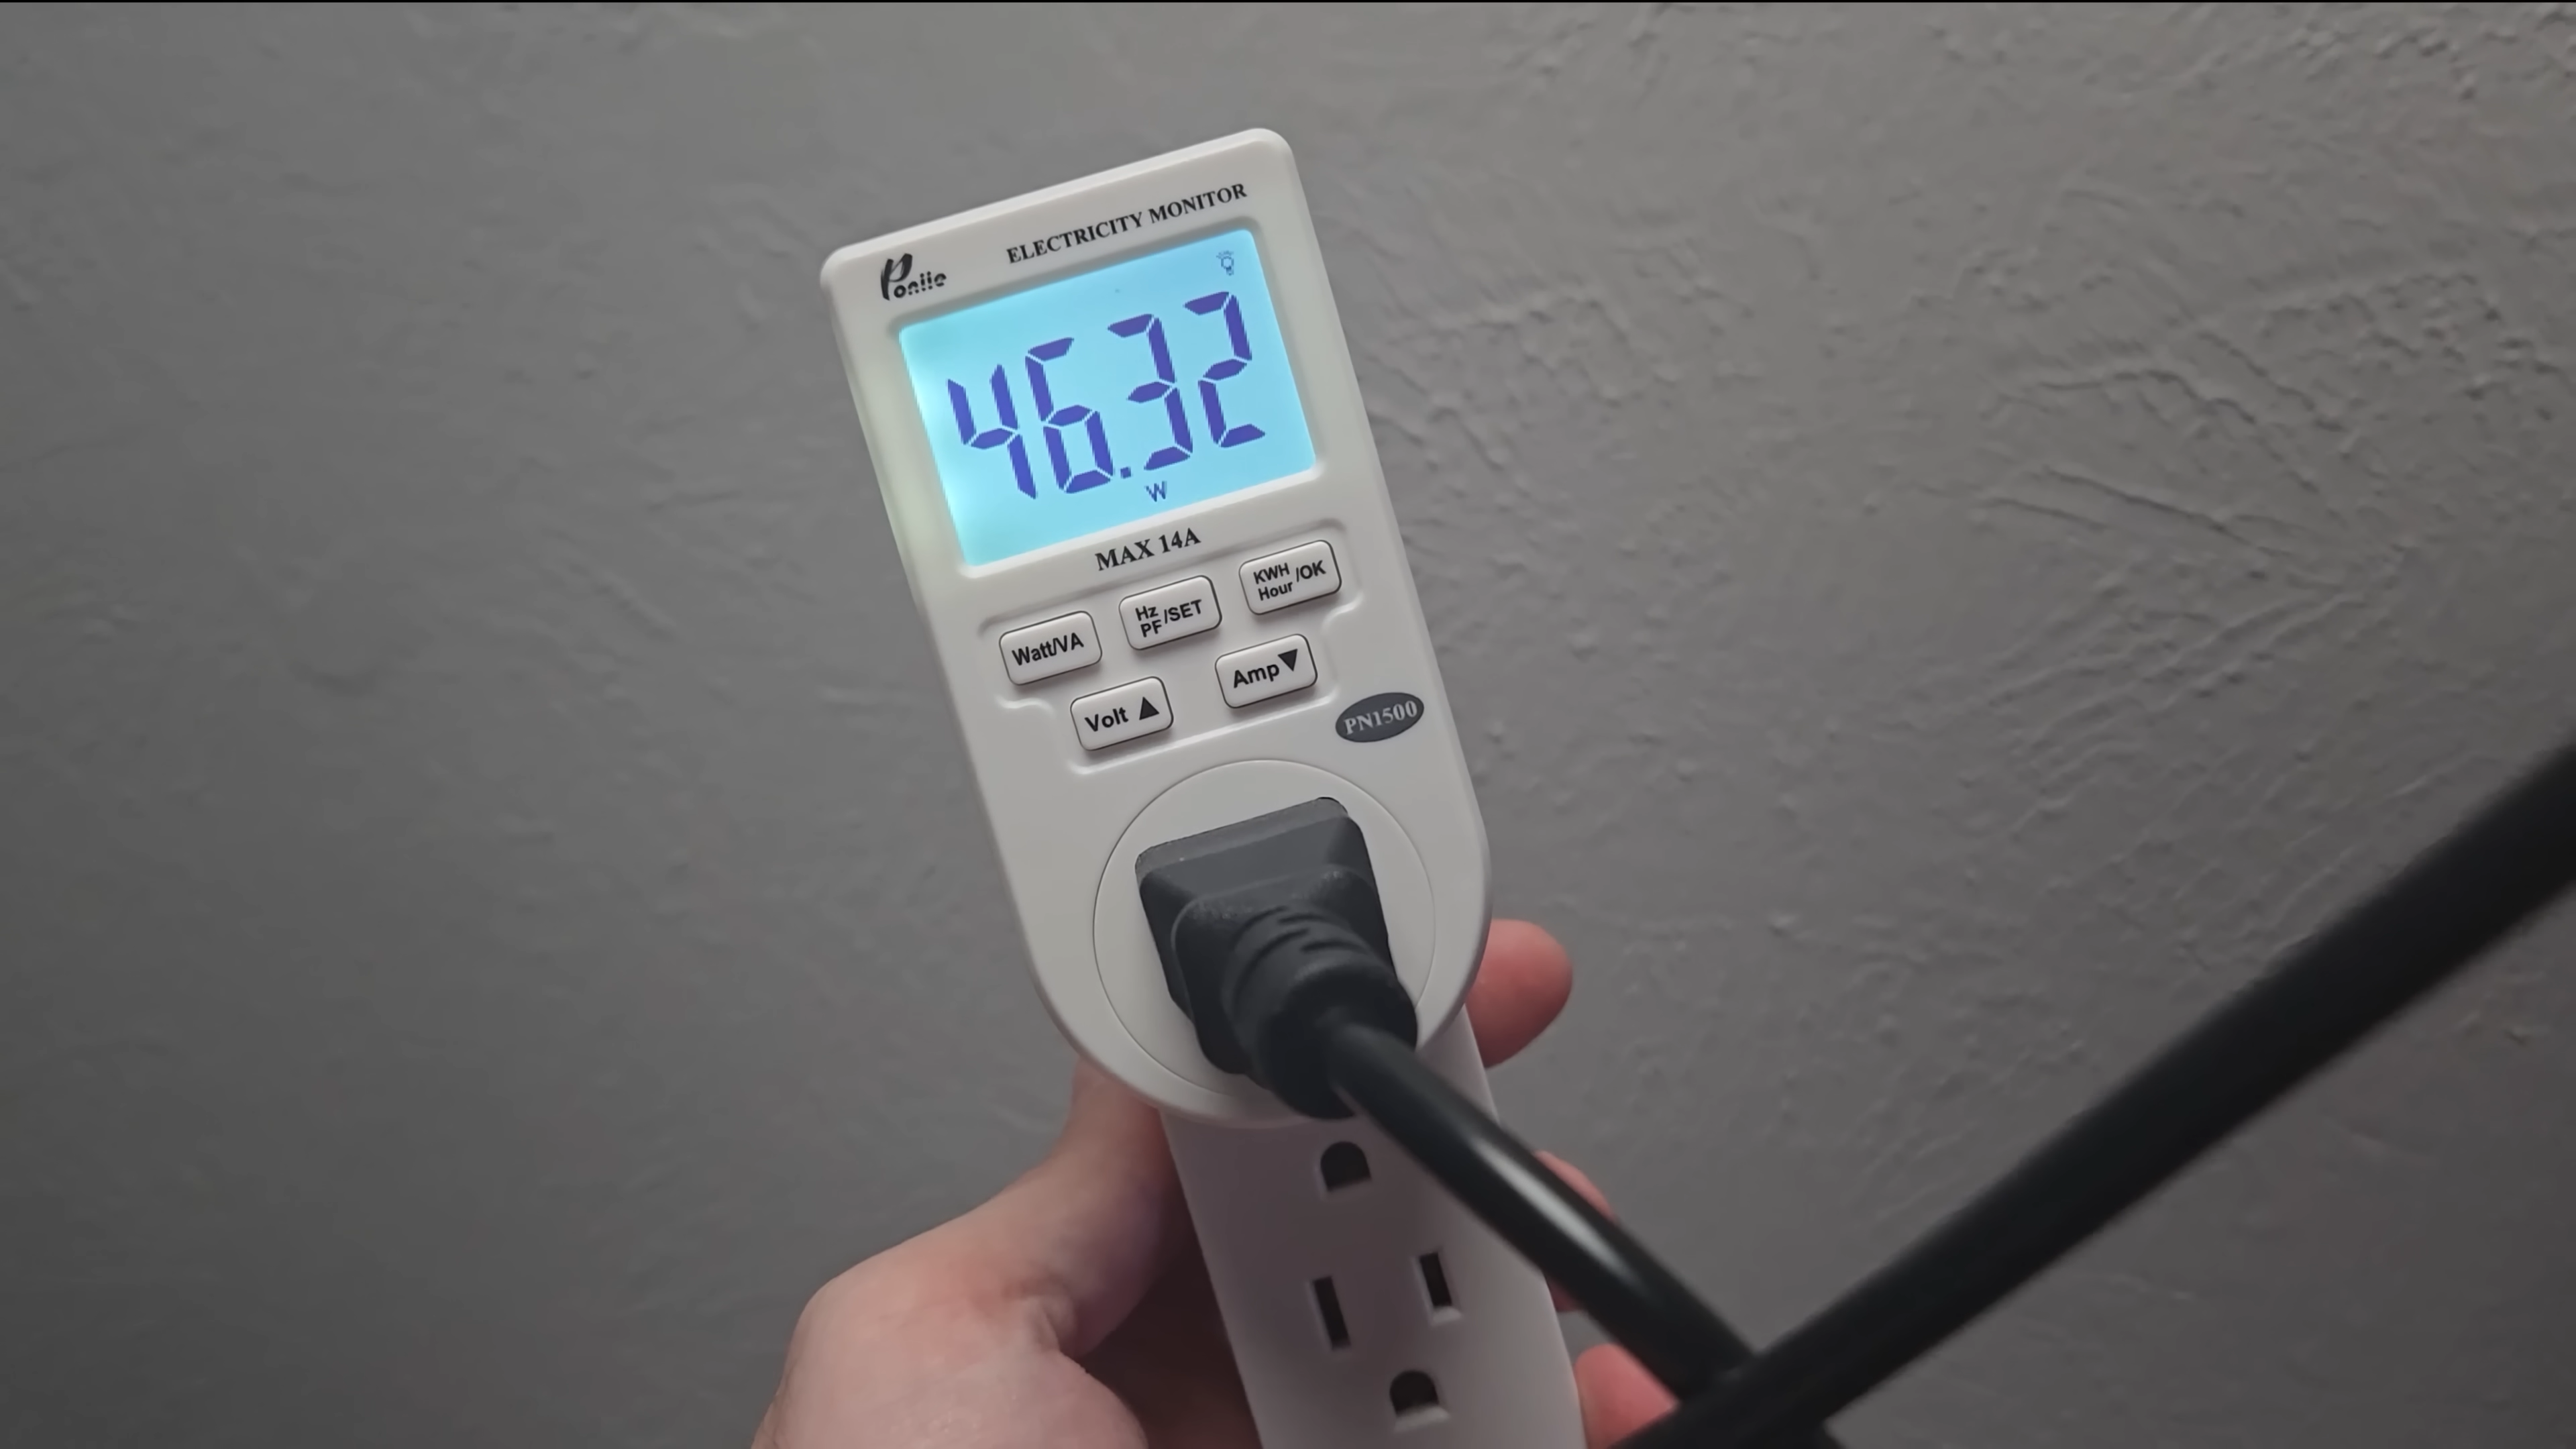 Poniie
ELECTRICITY MONITOR
46.32
W
MAX 14A
Watt/VA
Hz
PF/SET
KWH
Hour/OK
Volt ▲
Amp▼
PN1500